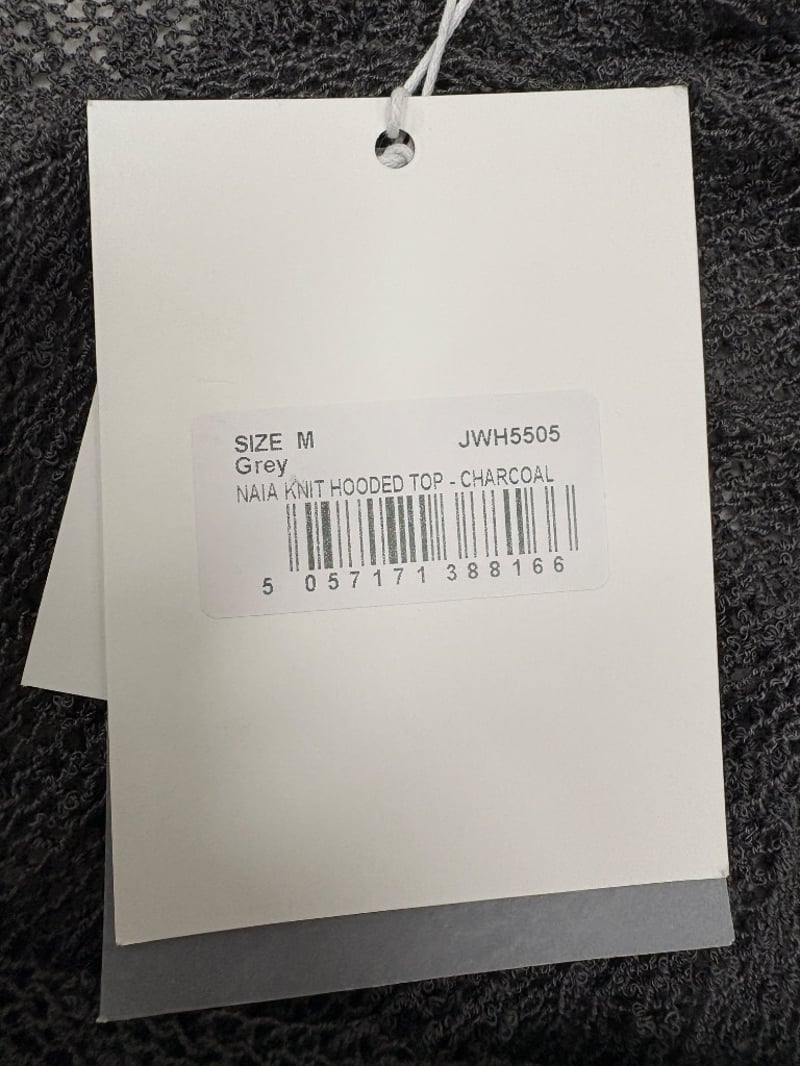 SIZE M JWH5505
Grey
NAIA KNIT HOODED TOP - CHARCOAL
5 057171 388166